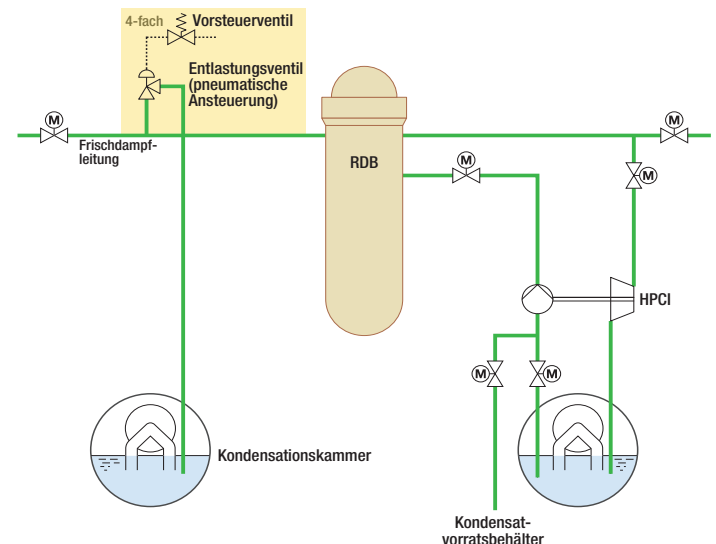 4-fach Vorsteuerventil
Entlastungsventil
(pneumatische
Ansteuerung)
M
M
Frischdampf-
leitung
RDB
M
M
HPCI
M
M
Kondensationskammer
Kondensat-
vorratsbehälter